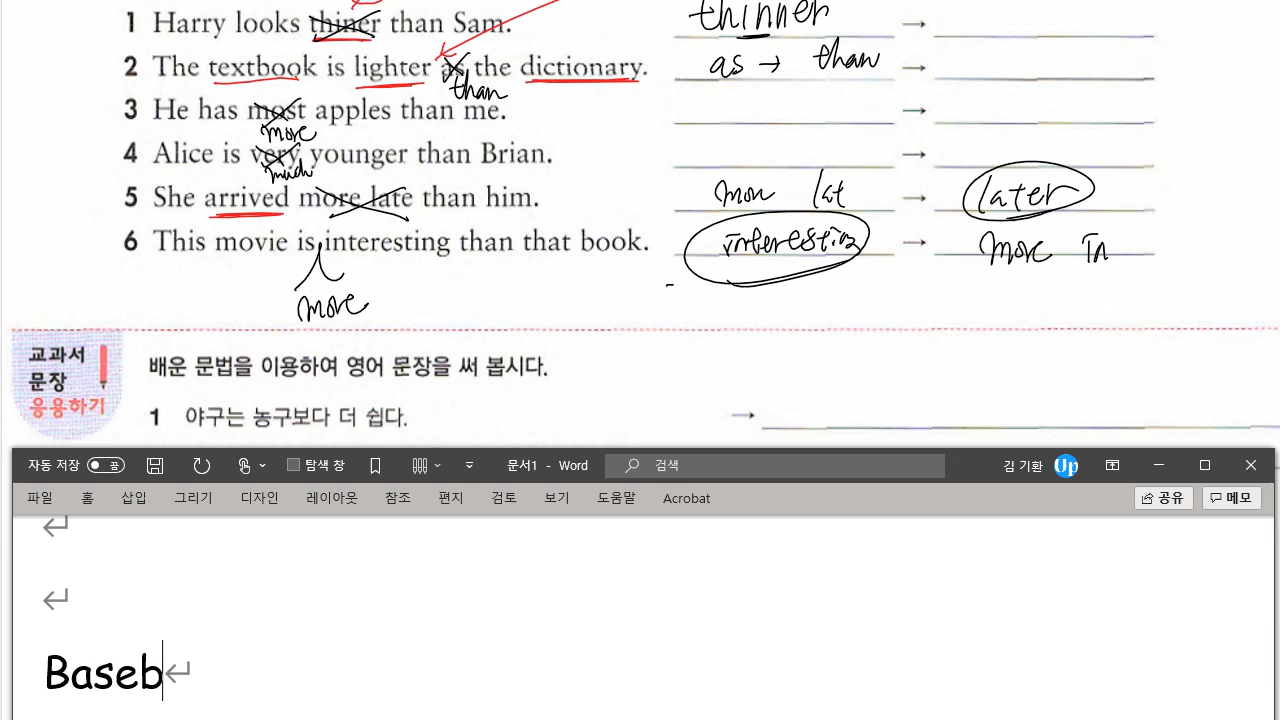 thinner
1 Harry looks thiner than Sam. →
2 The textbook is lighter as the dictionary. as → than →
than
3 He has most apples than me. →
more
4 Alice is very younger than Brian. →
much
5 She arrived more late than him. → later
6 This movie is interesting than that book. interesting → more in
more
교과서
문장
응용하기
배운 문법을 이용하여 영어 문장을 써 봅시다.
1 야구는 농구보다 더 쉽다. →
자동 저장 끔 탐색 창 문서1 - Word 검색 김 기환 Up
파일 홈 삽입 그리기 디자인 레이아웃 참조 편지 검토 보기 도움말 Acrobat 공유 메모
Baseb